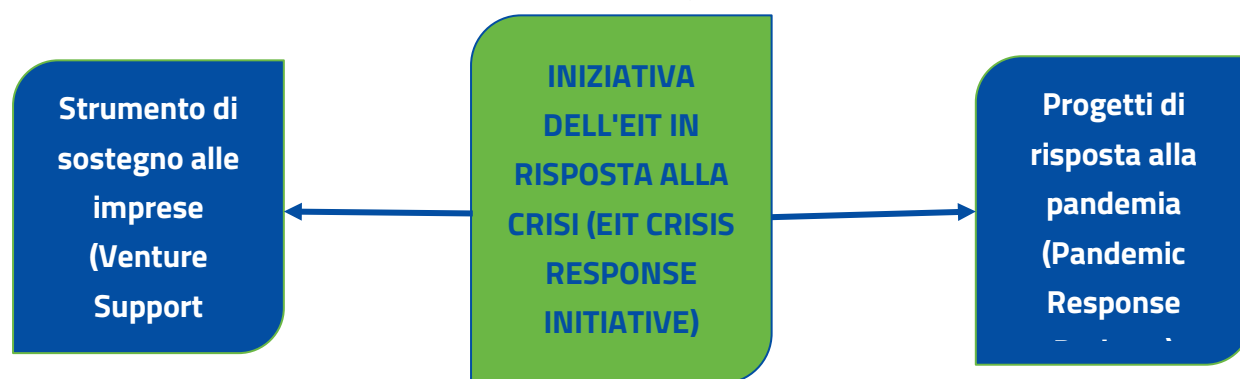 Strumento di
sostegno alle
imprese
(Venture
Support
INIZIATIVA
DELL'EIT IN
RISPOSTA ALLA
CRISI (EIT CRISIS
RESPONSE
INITIATIVE)
Progetti di
risposta alla
pandemia
(Pandemic
Response